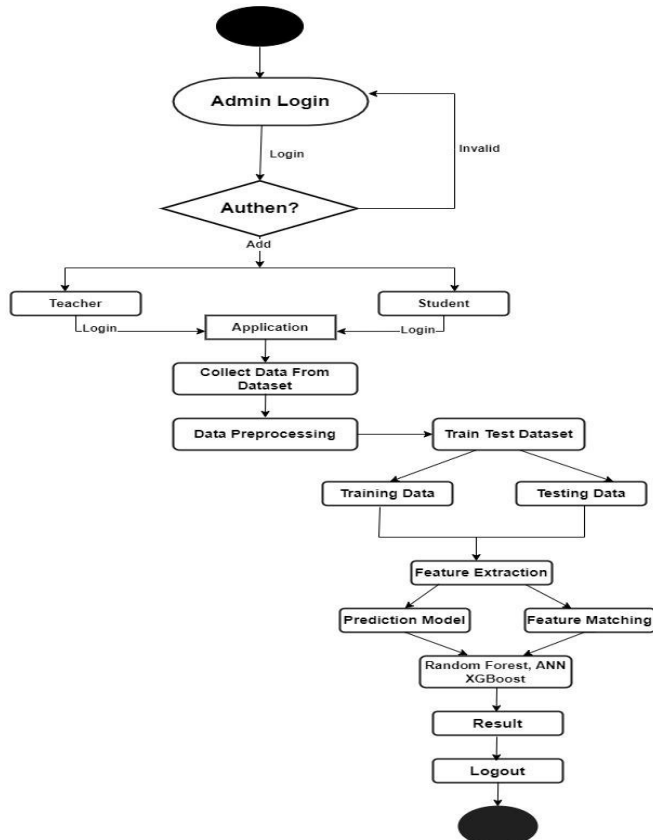 Admin Login
Invalid
Login
Authen?
Add
Teacher
Student
Login
Application
Login
Collect Data From
Dataset
Data Preprocessing
Train Test Dataset
Training Data
Testing Data
Feature Extraction
Prediction Model
Feature Matching
Random Forest, ANN
XGBoost
Result
Logout